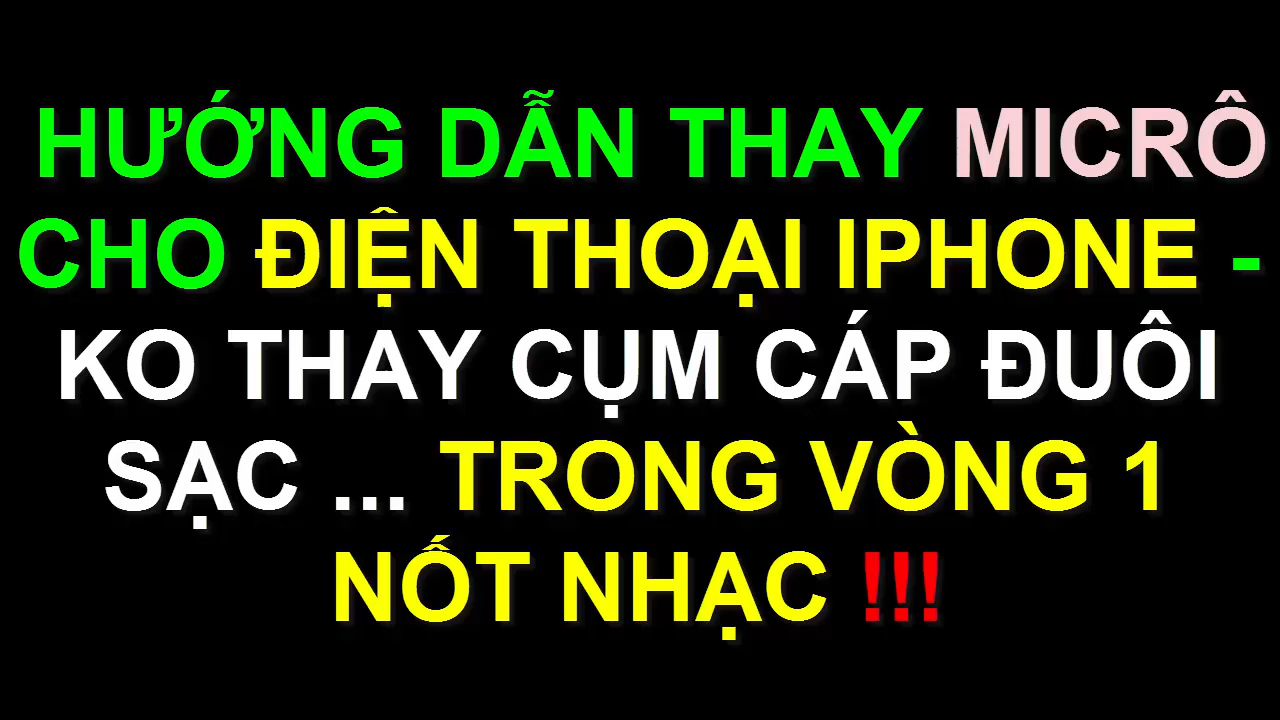 HƯỚNG DẪN THAY MICRÔ
CHO ĐIỆN THOẠI IPHONE -
KO THAY CỤM CÁP ĐUÔI
SẠC ... TRONG VÒNG 1
NỐT NHẠC !!!